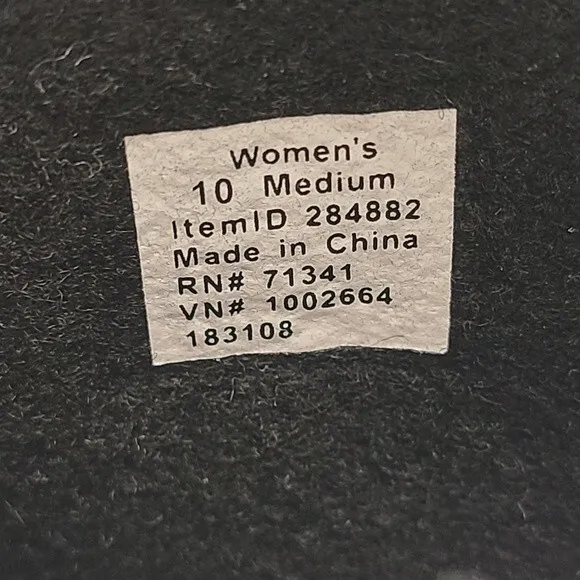 Women's
10 Medium
ItemID 284882
Made in China
RN# 71341
VN# 1002664
183108